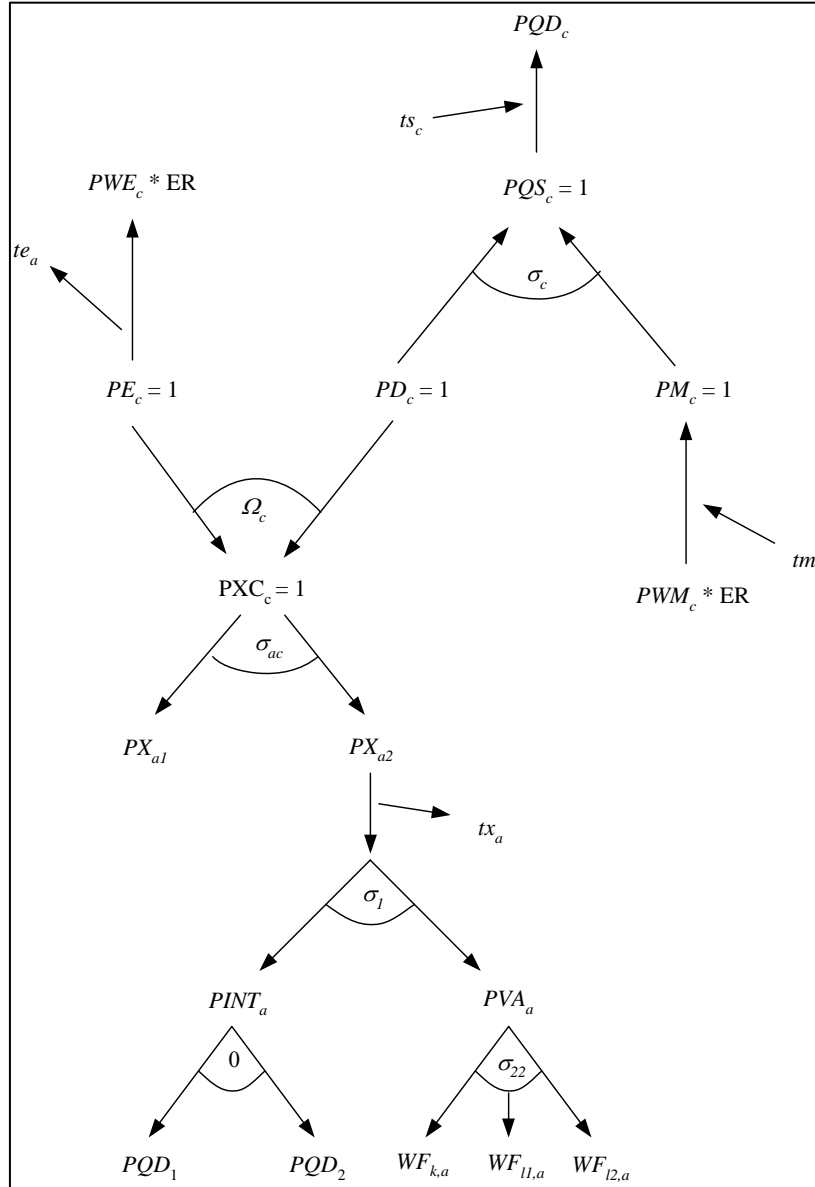 PQD_c
ts_c
PWE_c * ER
PQS_c = 1
te_a
σ_c
PE_c = 1
PD_c = 1
PM_c = 1
Ω_c
tm
PXC_c = 1
PWM_c * ER
σ_ac
PX_a1
PX_a2
tx_a
σ_1
PINT_a
PVA_a
0
σ_22
PQD_1
PQD_2
WF_k,a
WF_l1,a
WF_l2,a